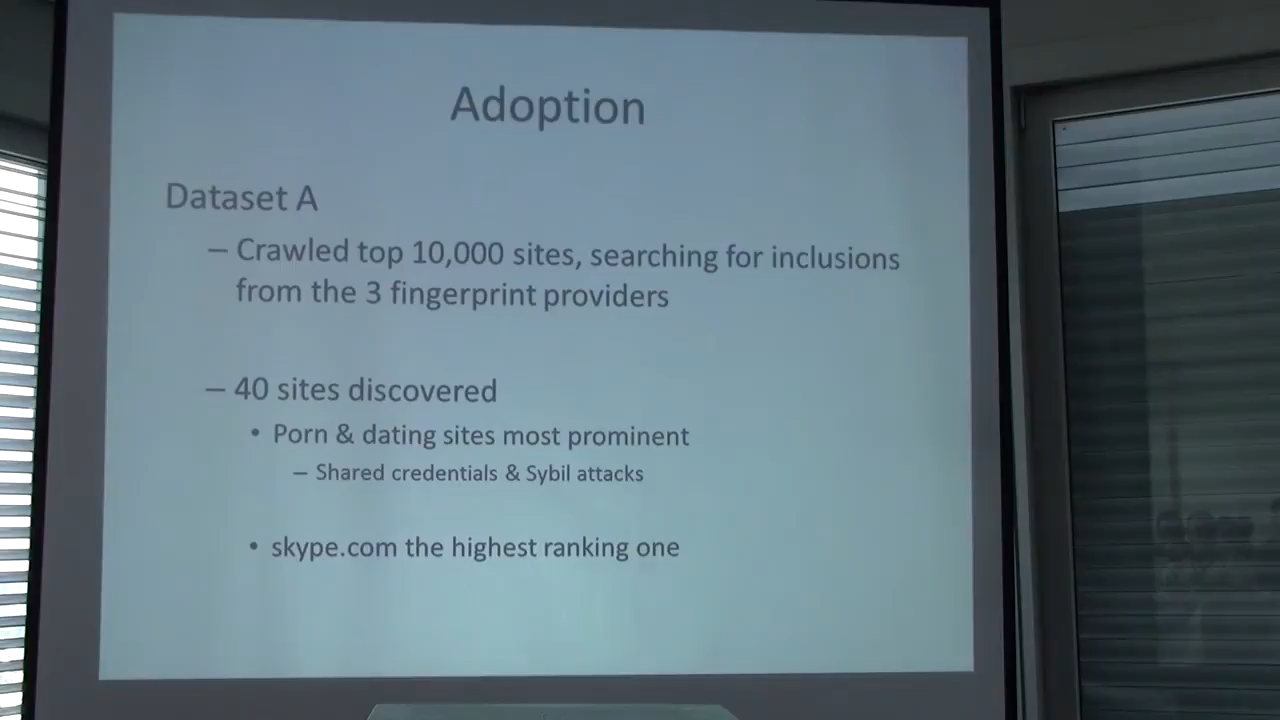 Adoption
Dataset A
– Crawled top 10,000 sites, searching for inclusions
from the 3 fingerprint providers
– 40 sites discovered
• Porn & dating sites most prominent
– Shared credentials & Sybil attacks
• skype.com the highest ranking one